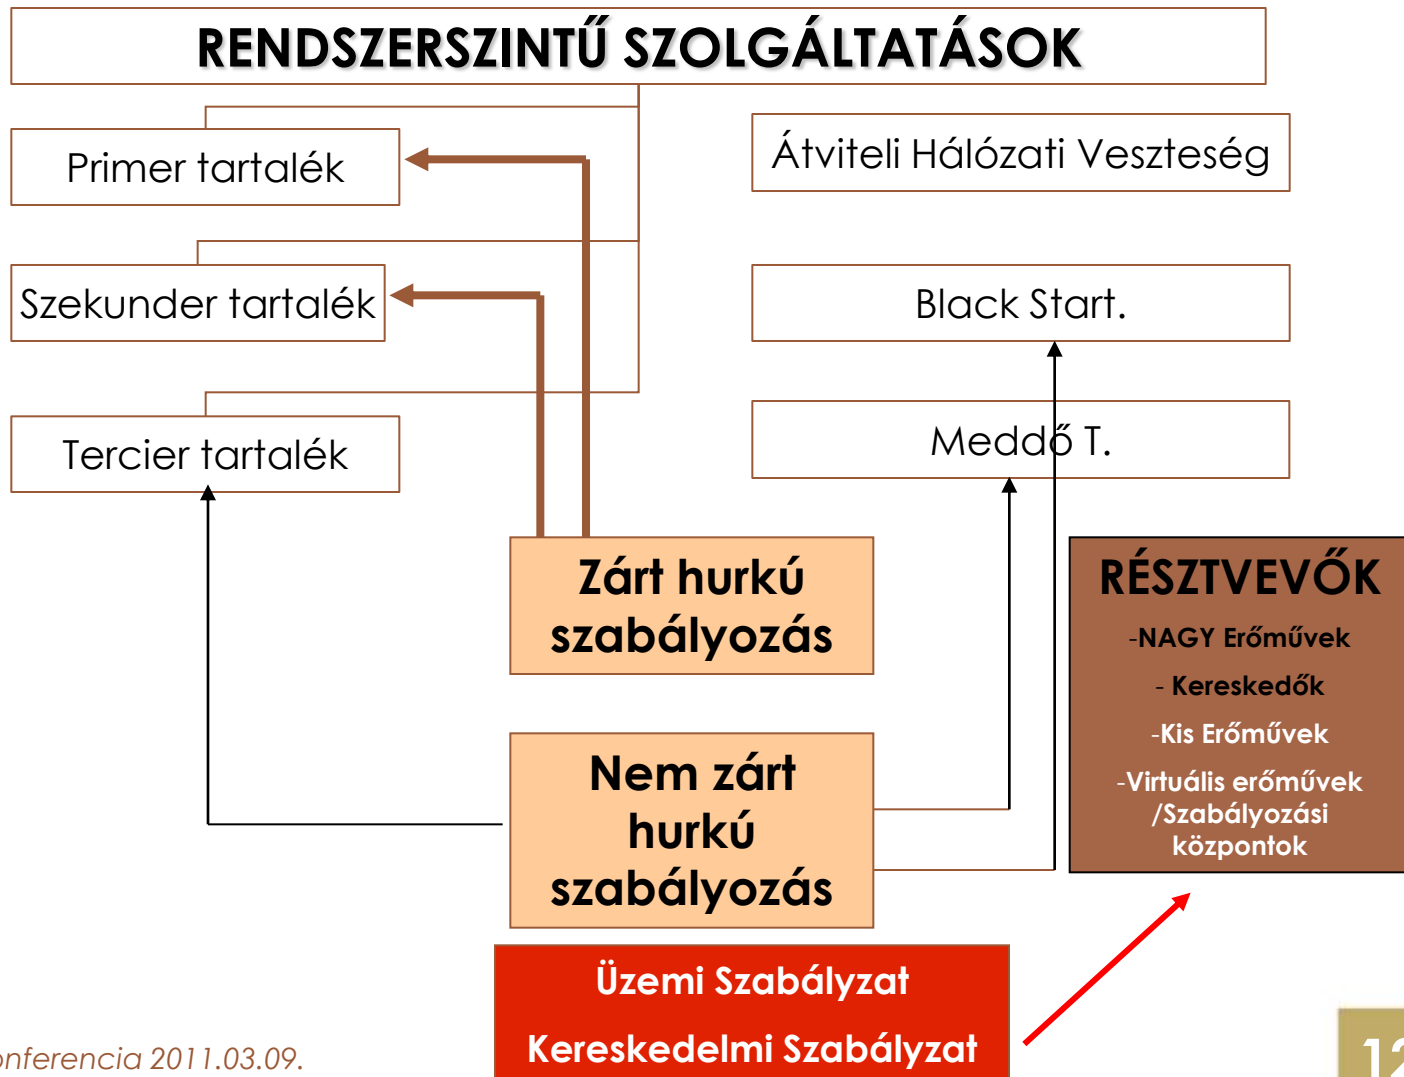 RENDSZERSZINTŰ SZOLGÁLTATÁSOK
Primer tartalék
Átviteli Hálózati Veszteség
Szekunder tartalék
Black Start.
Tercier tartalék
Meddő T.
Zárt hurkú
szabályozás
Nem zárt
hurkú
szabályozás
RÉSZTVEVŐK
-NAGY Erőművek
- Kereskedők
-Kis Erőművek
-Virtuális erőművek
/Szabályozási
központok
Üzemi Szabályzat
Kereskedelmi Szabályzat
onferencia 2011.03.09.
12